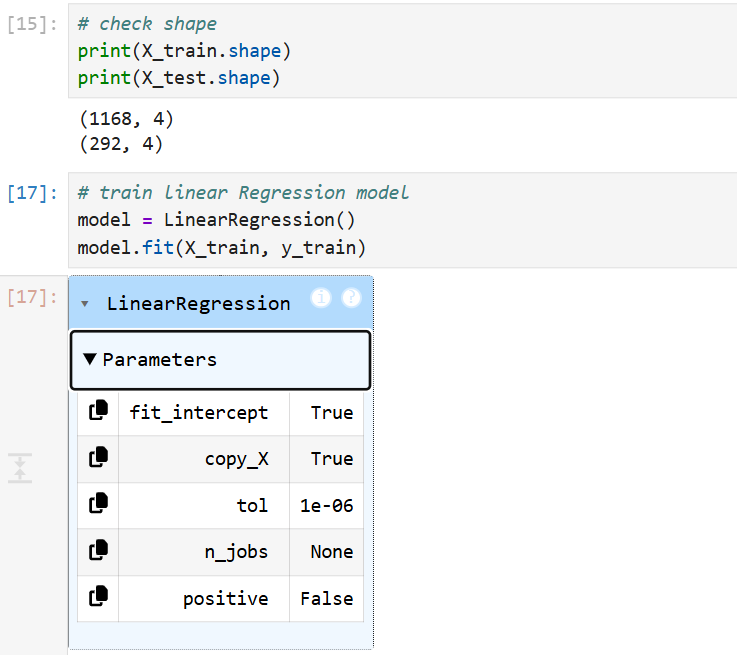 [15]:
# check shape
print(X_train.shape)
print(X_test.shape)
(1168, 4)
(292, 4)
[17]:
# train linear Regression model
model = LinearRegression()
model.fit(X_train, y_train)
[17]:
▾ LinearRegression i ?
▼ Parameters
fit_intercept True
copy_X True
tol 1e-06
n_jobs None
positive False